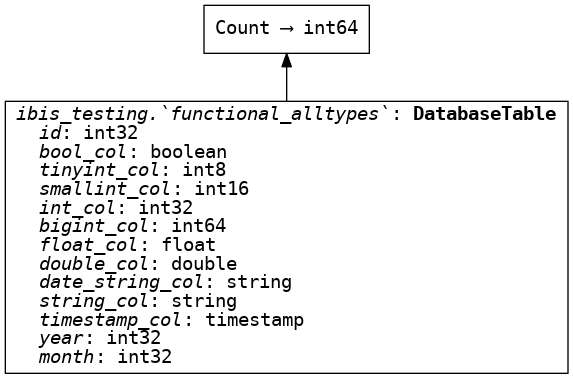 Count → int64
ibis_testing.`functional_alltypes`: DatabaseTable
id: int32
bool_col: boolean
tinyint_col: int8
smallint_col: int16
int_col: int32
bigint_col: int64
float_col: float
double_col: double
date_string_col: string
string_col: string
timestamp_col: timestamp
year: int32
month: int32